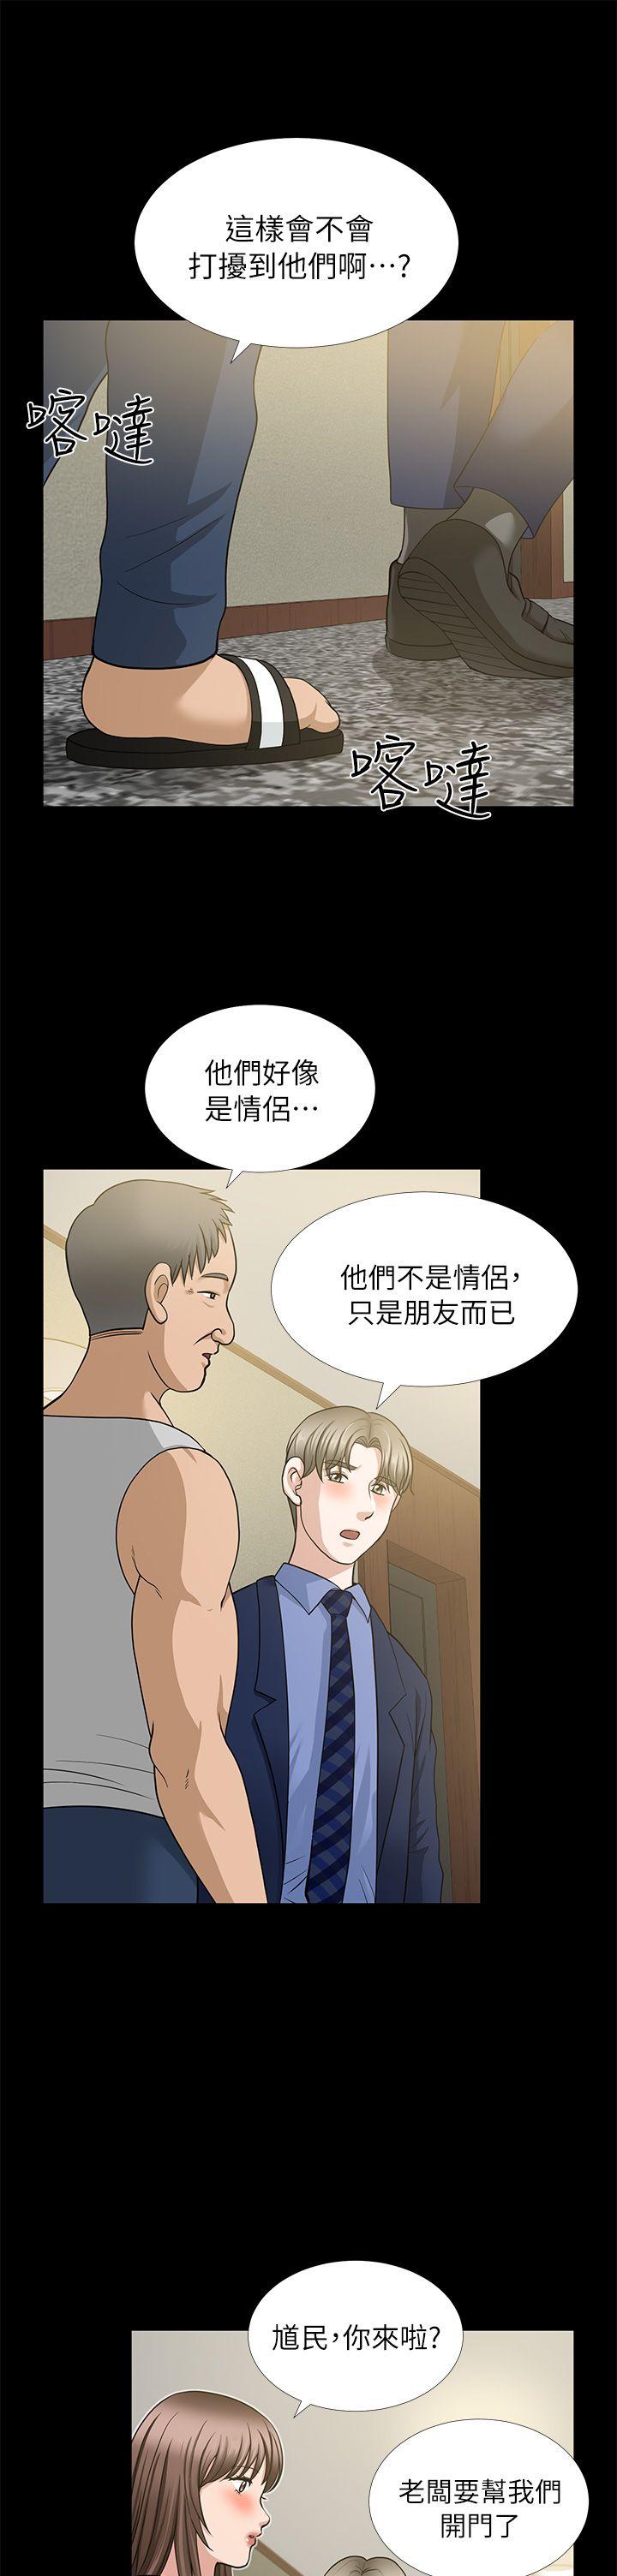 這樣會不會
打擾到他們啊…?
喀噠
喀噠
他們好像
是情侶…
他們不是情侶,
只是朋友而已
馗民,你來啦?
老闆要幫我們
開門了